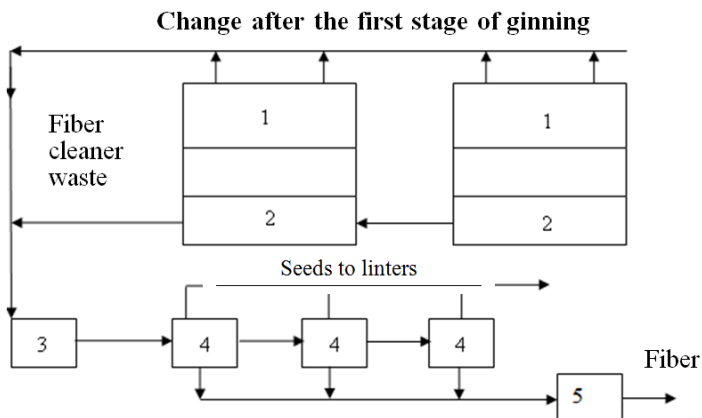 Change after the first stage of ginning
1
1
Fiber
cleaner
waste
2
2
Seeds to linters
3
4
4
4
Fiber
5